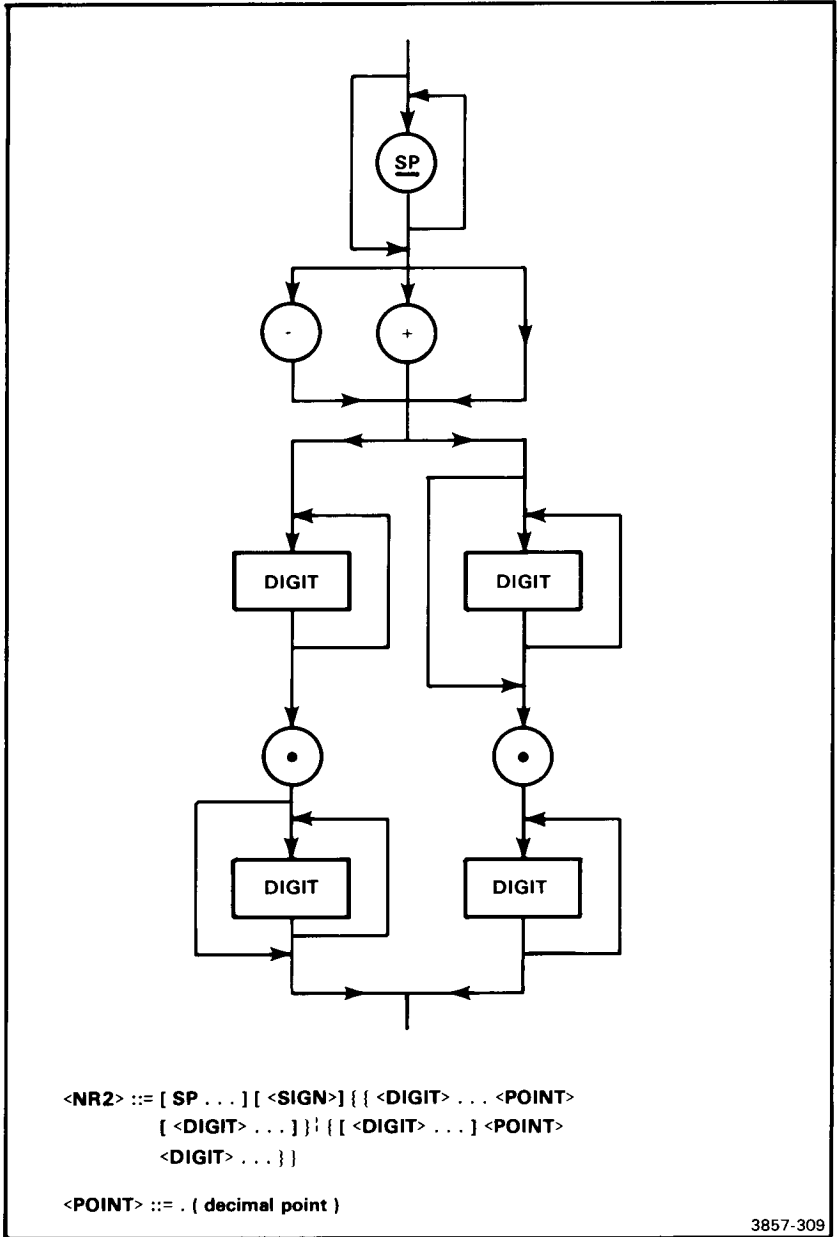 SP
- +
DIGIT DIGIT
• •
DIGIT DIGIT
<NR2> ::= [ SP . . . ] [ <SIGN>] { { <DIGIT> . . . <POINT>
[ <DIGIT> . . . ] } ¦ { [ <DIGIT> . . . ] <POINT>
<DIGIT> . . . } }
<POINT> ::= . ( decimal point )
3857-309